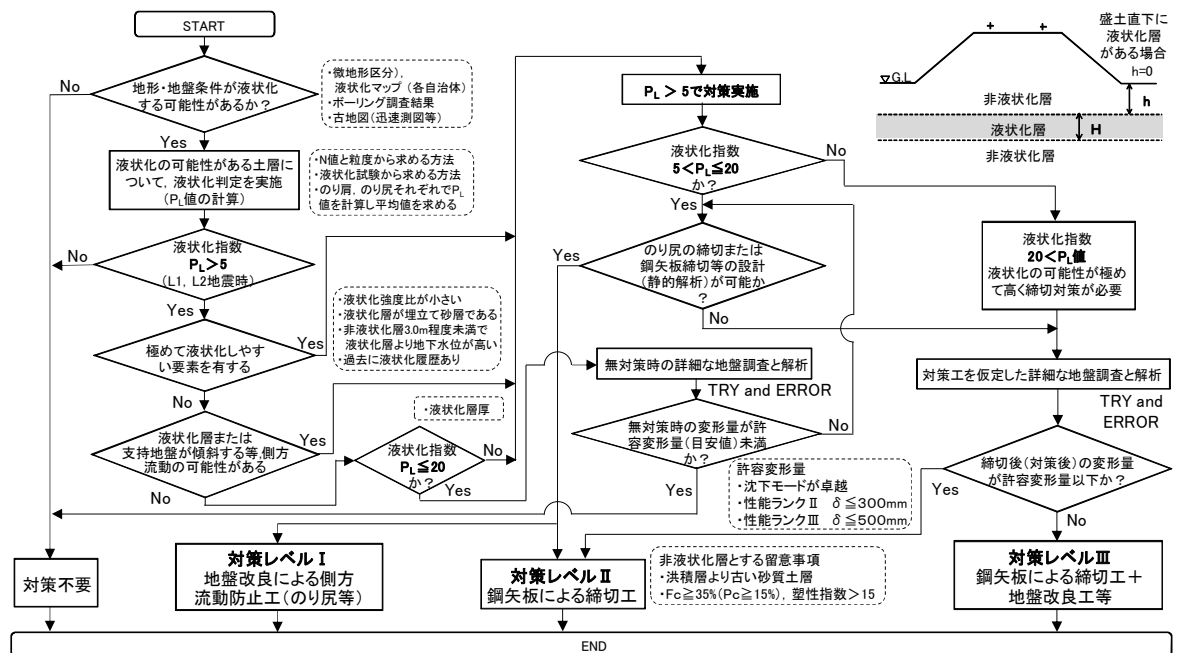 START
地形・地盤条件が液状化
する可能性があるか？
No
Yes
・微地形区分），
液状化マップ（各自治体）
・ボーリング調査結果
・古地図（迅速測図等）
液状化の可能性がある土層に
ついて，液状化判定を実施
（PL値の計算）
・N値と粒度から求める方法
・液状化試験から求める方法
・のり肩，のり尻それぞれでPL
値を計算し平均値を求める
液状化指数
PL＞5
（L1，L2地震時）
No
Yes
極めて液状化しやす
い要素を有する
Yes
No
・液状化強度比が小さい
・液状化層が埋立て砂層である
・非液状化層3.0m程度未満で
液状化層より地下水位が高い
・過去に液状化履歴あり
液状化層または
支持地盤が傾斜する等，側方
流動の可能性がある
Yes
No
・液状化層厚
液状化指数
PL≦20
か？
No
Yes
PL ＞ 5で対策実施
液状化指数
5＜PL≦20
か？
No
Yes
のり尻の締切または
鋼矢板締切等の設計
（静的解析）が可能か
？
Yes
No
無対策時の詳細な地盤調査と解析
TRY and ERROR
無対策時の変形量が許
容変形量（目安値）未満
か？
No
Yes
許容変形量
・沈下モードが卓越
・性能ランクⅡ　δ≦300mm
・性能ランクⅢ　δ≦500mm
盛土直下に
液状化層
がある場合
h=0
G.L
非液状化層
h
液状化層
H
非液状化層
液状化指数
20＜PL値
液状化の可能性が極め
て高く締切対策が必要
対策工を仮定した詳細な地盤調査と解析
TRY and
ERROR
締切後（対策後）の変形量
が許容変形量以下か？
Yes
No
対策不要
対策レベルⅠ
地盤改良による側方
流動防止工（のり尻等）
対策レベルⅡ
鋼矢板による締切工
非液状化層とする留意事項
・洪積層より古い砂質土層
・Fc≧35%（Pc≧15%），塑性指数＞15
対策レベルⅢ
鋼矢板による締切工＋
地盤改良工等
END